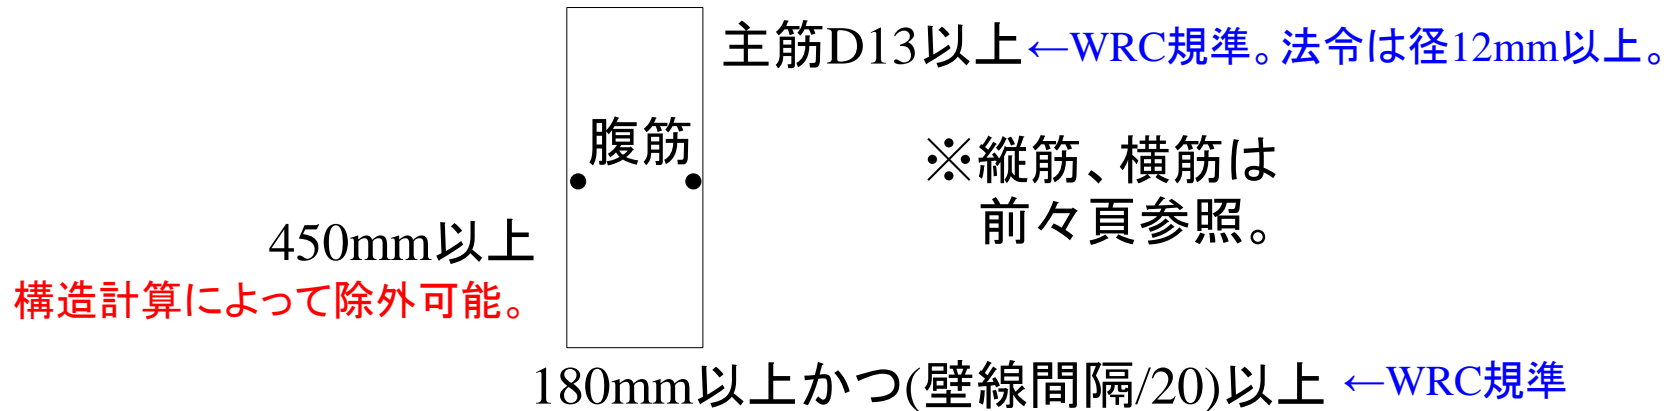 主筋D13以上←WRC規準。法令は径12mm以上。
腹筋
※縦筋、横筋は
前々頁参照。
450mm以上
構造計算によって除外可能。
180mm以上かつ(壁線間隔/20)以上 ←WRC規準